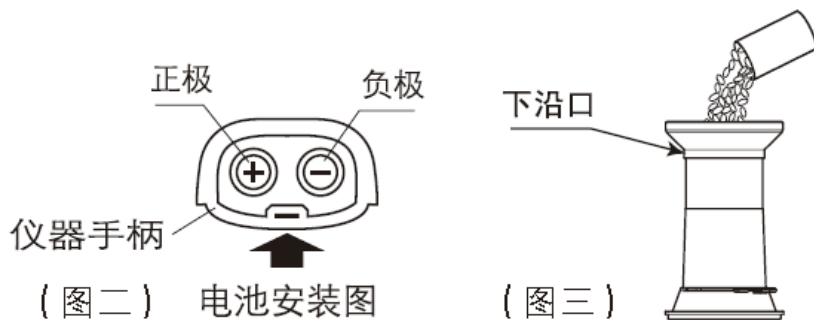 正极
负极
下沿口
仪器手柄
(图二) 电池安装图
(图三)